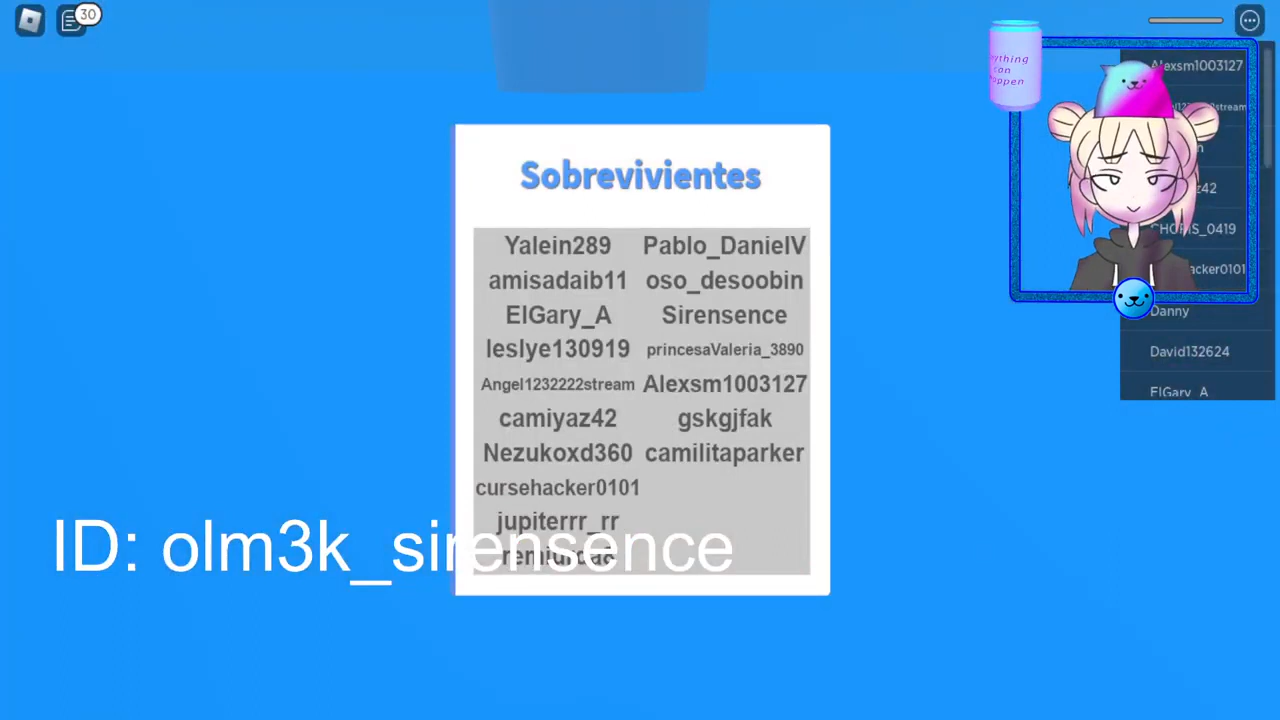 30
Sobrevivientes
Yalein289 Pablo_DanielV
amisadaib11 oso_desoobin
ElGary_A Sirensence
leslye130919 princesaValeria_3890
Angel1232222stream Alexsm1003127
camiyaz42 gskgjfak
Nezukoxd360 camilitaparker
cursehacker0101
jupiterrr_rr
ID: olm3k_sirensence
can
Alexsm1003127
Danny
David132624
ElGary_A